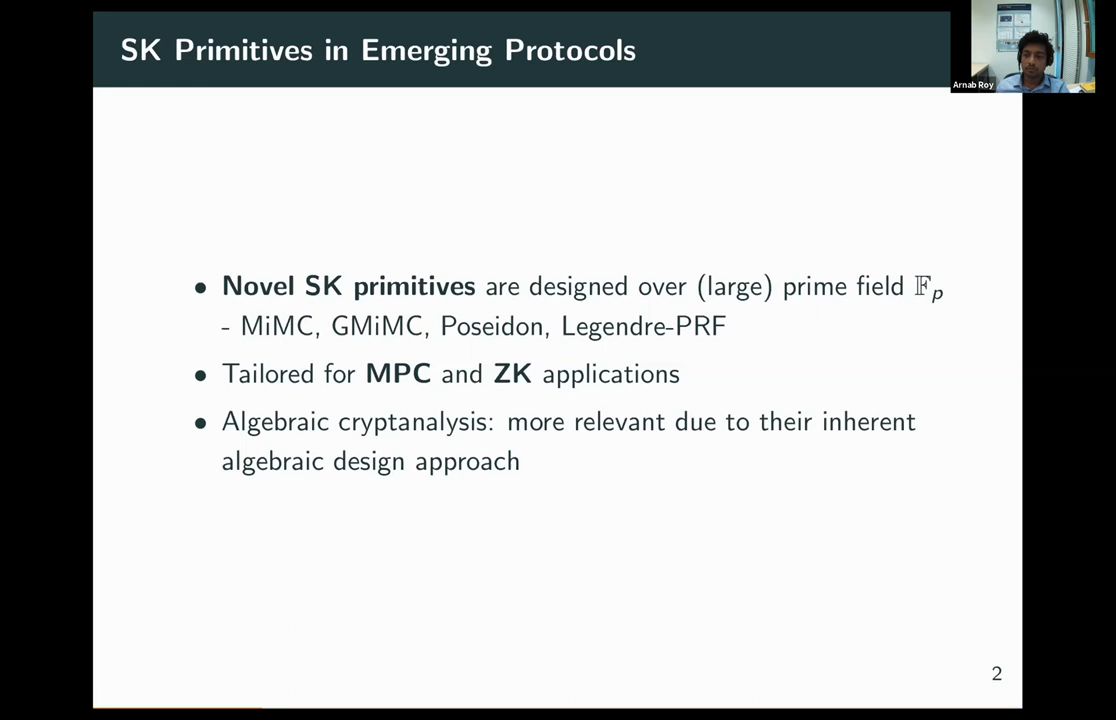 SK Primitives in Emerging Protocols
Arnab Roy
• Novel SK primitives are designed over (large) prime field 𝔽p
- MiMC, GMiMC, Poseidon, Legendre-PRF
• Tailored for MPC and ZK applications
• Algebraic cryptanalysis: more relevant due to their inherent
algebraic design approach
2